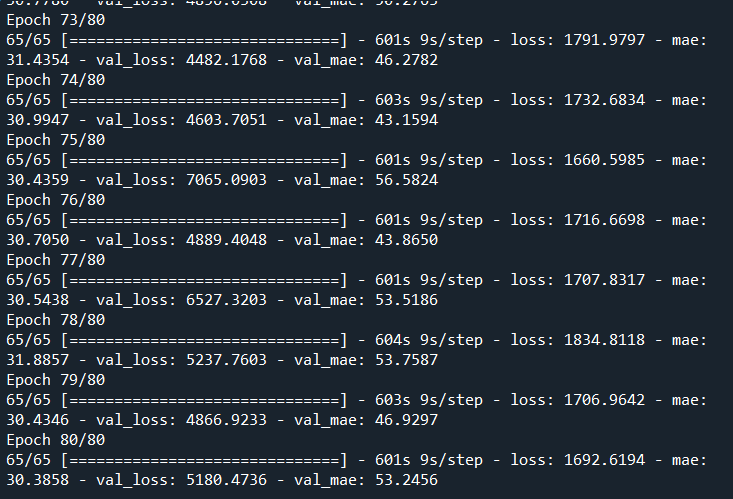 Epoch 73/80
65/65 [==============================] - 601s 9s/step - loss: 1791.9797 - mae:
31.4354 - val_loss: 4482.1768 - val_mae: 46.2782
Epoch 74/80
65/65 [==============================] - 603s 9s/step - loss: 1732.6834 - mae:
30.9947 - val_loss: 4603.7051 - val_mae: 43.1594
Epoch 75/80
65/65 [==============================] - 601s 9s/step - loss: 1660.5985 - mae:
30.4359 - val_loss: 7065.0903 - val_mae: 56.5824
Epoch 76/80
65/65 [==============================] - 601s 9s/step - loss: 1716.6698 - mae:
30.7050 - val_loss: 4889.4048 - val_mae: 43.8650
Epoch 77/80
65/65 [==============================] - 601s 9s/step - loss: 1707.8317 - mae:
30.5438 - val_loss: 6527.3203 - val_mae: 53.5186
Epoch 78/80
65/65 [==============================] - 604s 9s/step - loss: 1834.8118 - mae:
31.8857 - val_loss: 5237.7603 - val_mae: 53.7587
Epoch 79/80
65/65 [==============================] - 603s 9s/step - loss: 1706.9642 - mae:
30.4346 - val_loss: 4866.9233 - val_mae: 46.9297
Epoch 80/80
65/65 [==============================] - 601s 9s/step - loss: 1692.6194 - mae:
30.3858 - val_loss: 5180.4736 - val_mae: 53.2456